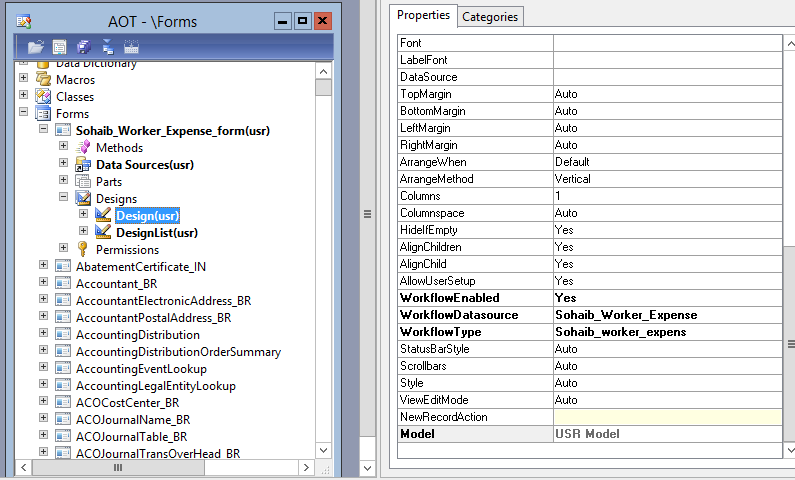 AOT - \Forms
Data Dictionary
Macros
Classes
Forms
Sohaib_Worker_Expense_form(usr)
Methods
Data Sources(usr)
Parts
Designs
Design(usr)
DesignList(usr)
Permissions
AbatementCertificate_IN
Accountant_BR
AccountantElectronicAddress_BR
AccountantPostalAddress_BR
AccountingDistribution
AccountingDistributionOrderSummary
AccountingEventLookup
AccountingLegalEntityLookup
ACOCostCenter_BR
ACOJournalName_BR
ACOJournalTable_BR
ACOJournalTransOverHead_BR
Properties Categories
Font
LabelFont
DataSource
TopMargin Auto
BottomMargin Auto
LeftMargin Auto
RightMargin Auto
ArrangeWhen Default
ArrangeMethod Vertical
Columns 1
Columnspace Auto
HideIfEmpty Yes
AlignChildren Yes
AlignChild Yes
AllowUserSetup Yes
WorkflowEnabled Yes
WorkflowDatasource Sohaib_Worker_Expense
WorkflowType Sohaib_worker_expens
StatusBarStyle Auto
Scrollbars Auto
Style Auto
ViewEditMode Auto
NewRecordAction
Model USR Model